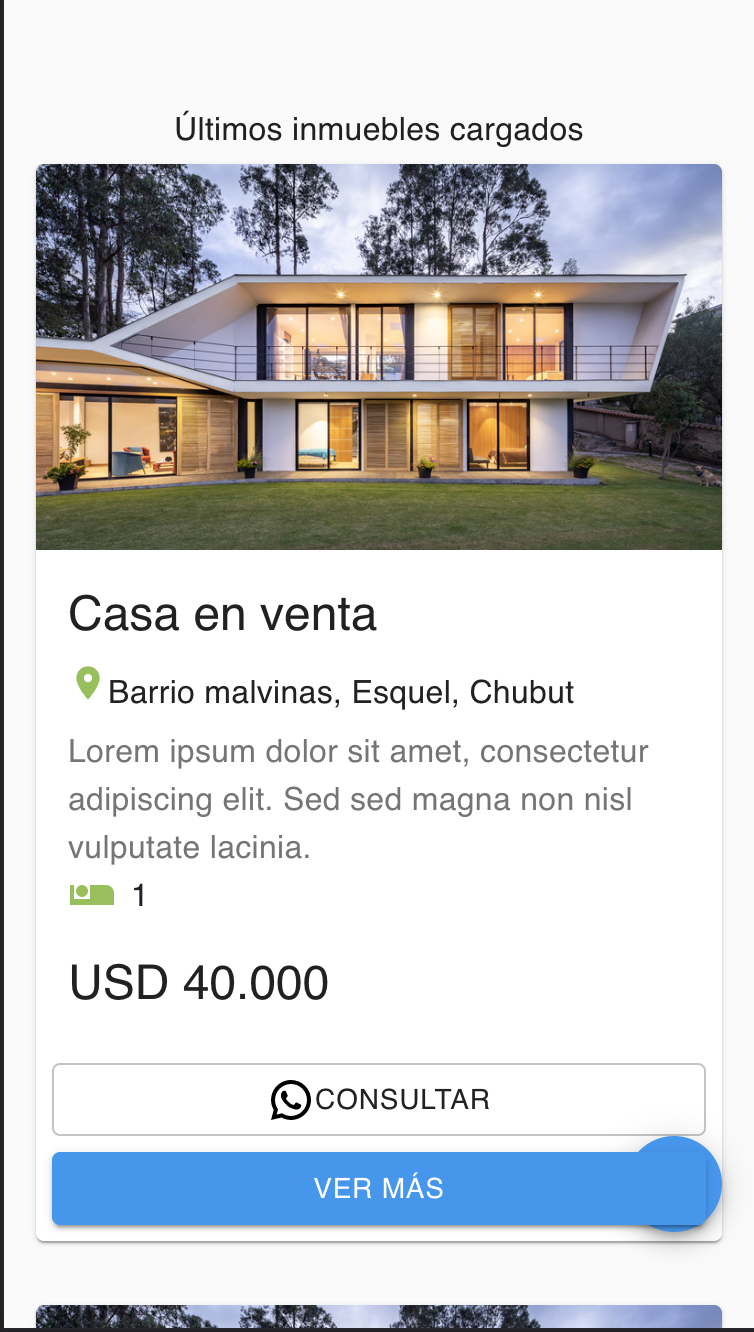 Últimos inmuebles cargados
Casa en venta
Barrio malvinas, Esquel, Chubut
Lorem ipsum dolor sit amet, consectetur
adipiscing elit. Sed sed magna non nisl
vulputate lacinia.
1
USD 40.000
CONSULTAR
VER MÁS